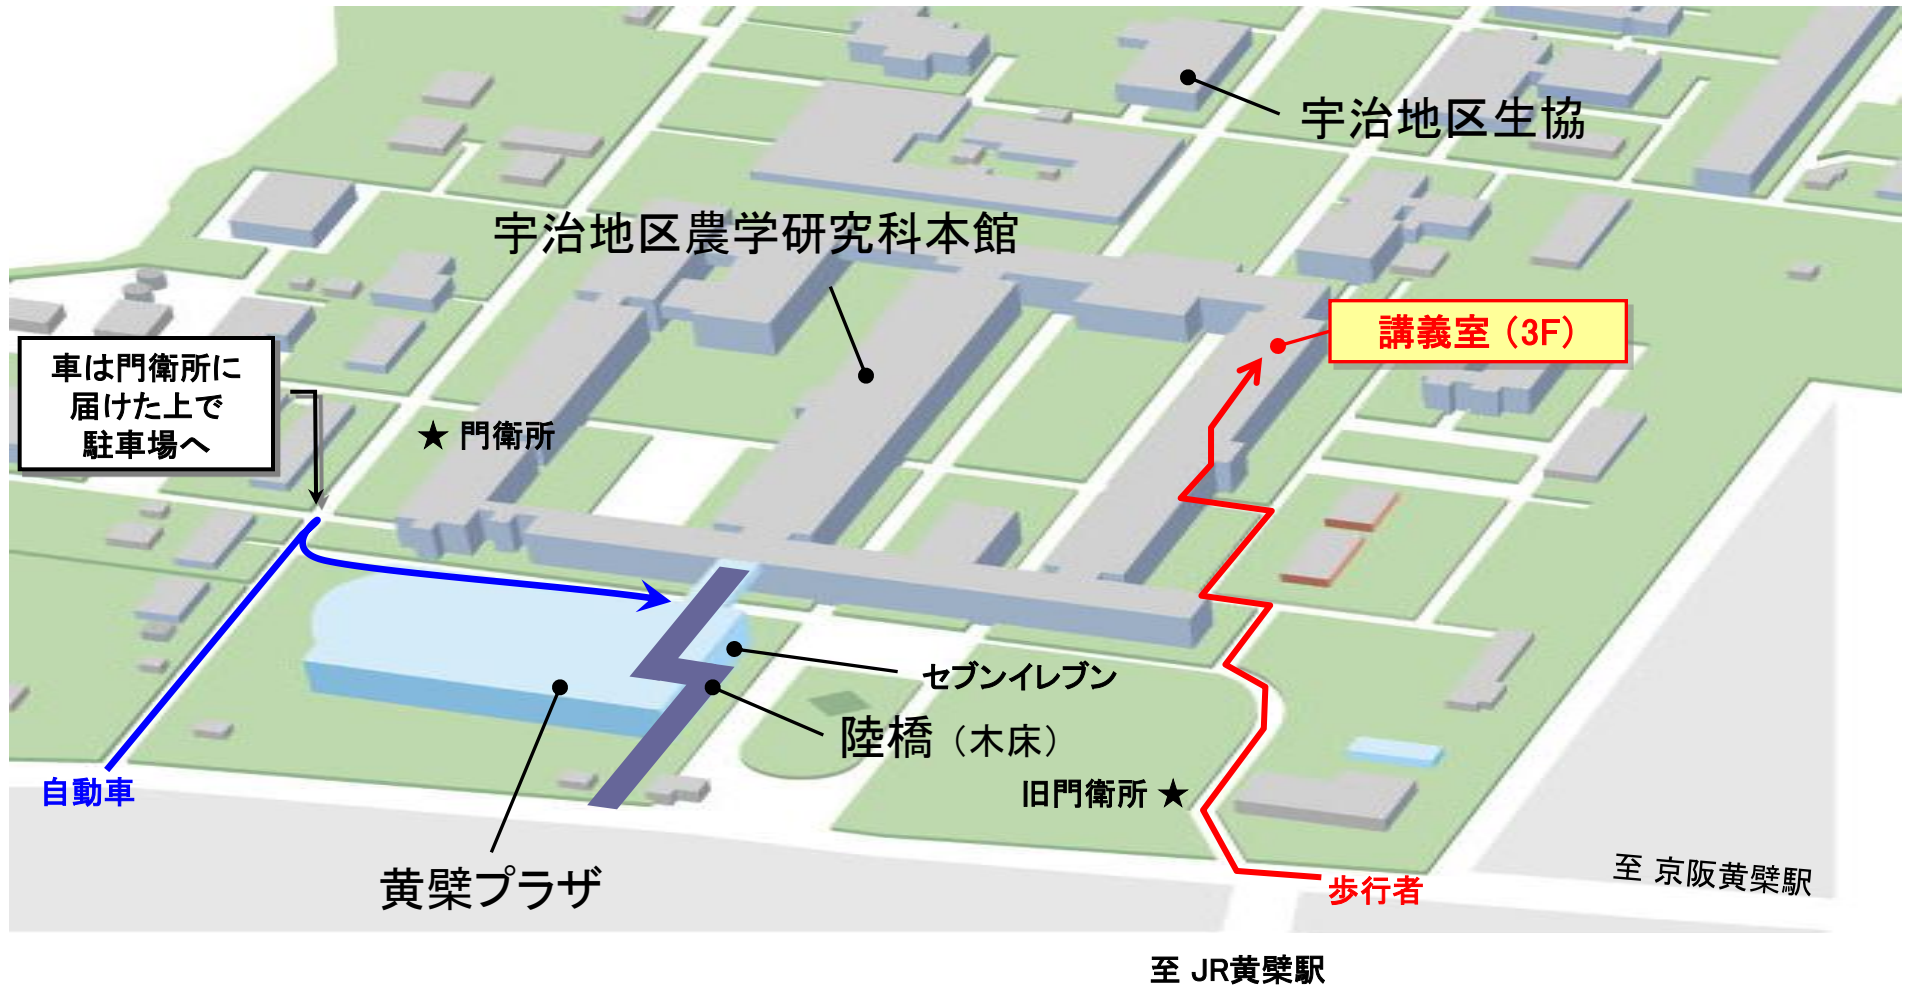 宇治地区生協
宇治地区農学研究科本館
講義室（3F）
車は門衛所に
届けた上で
駐車場へ
★ 門衛所
セブンイレブン
陸橋（木床）
自動車
旧門衛所 ★
黄檗プラザ
歩行者
至 京阪黄檗駅
至 JR黄檗駅